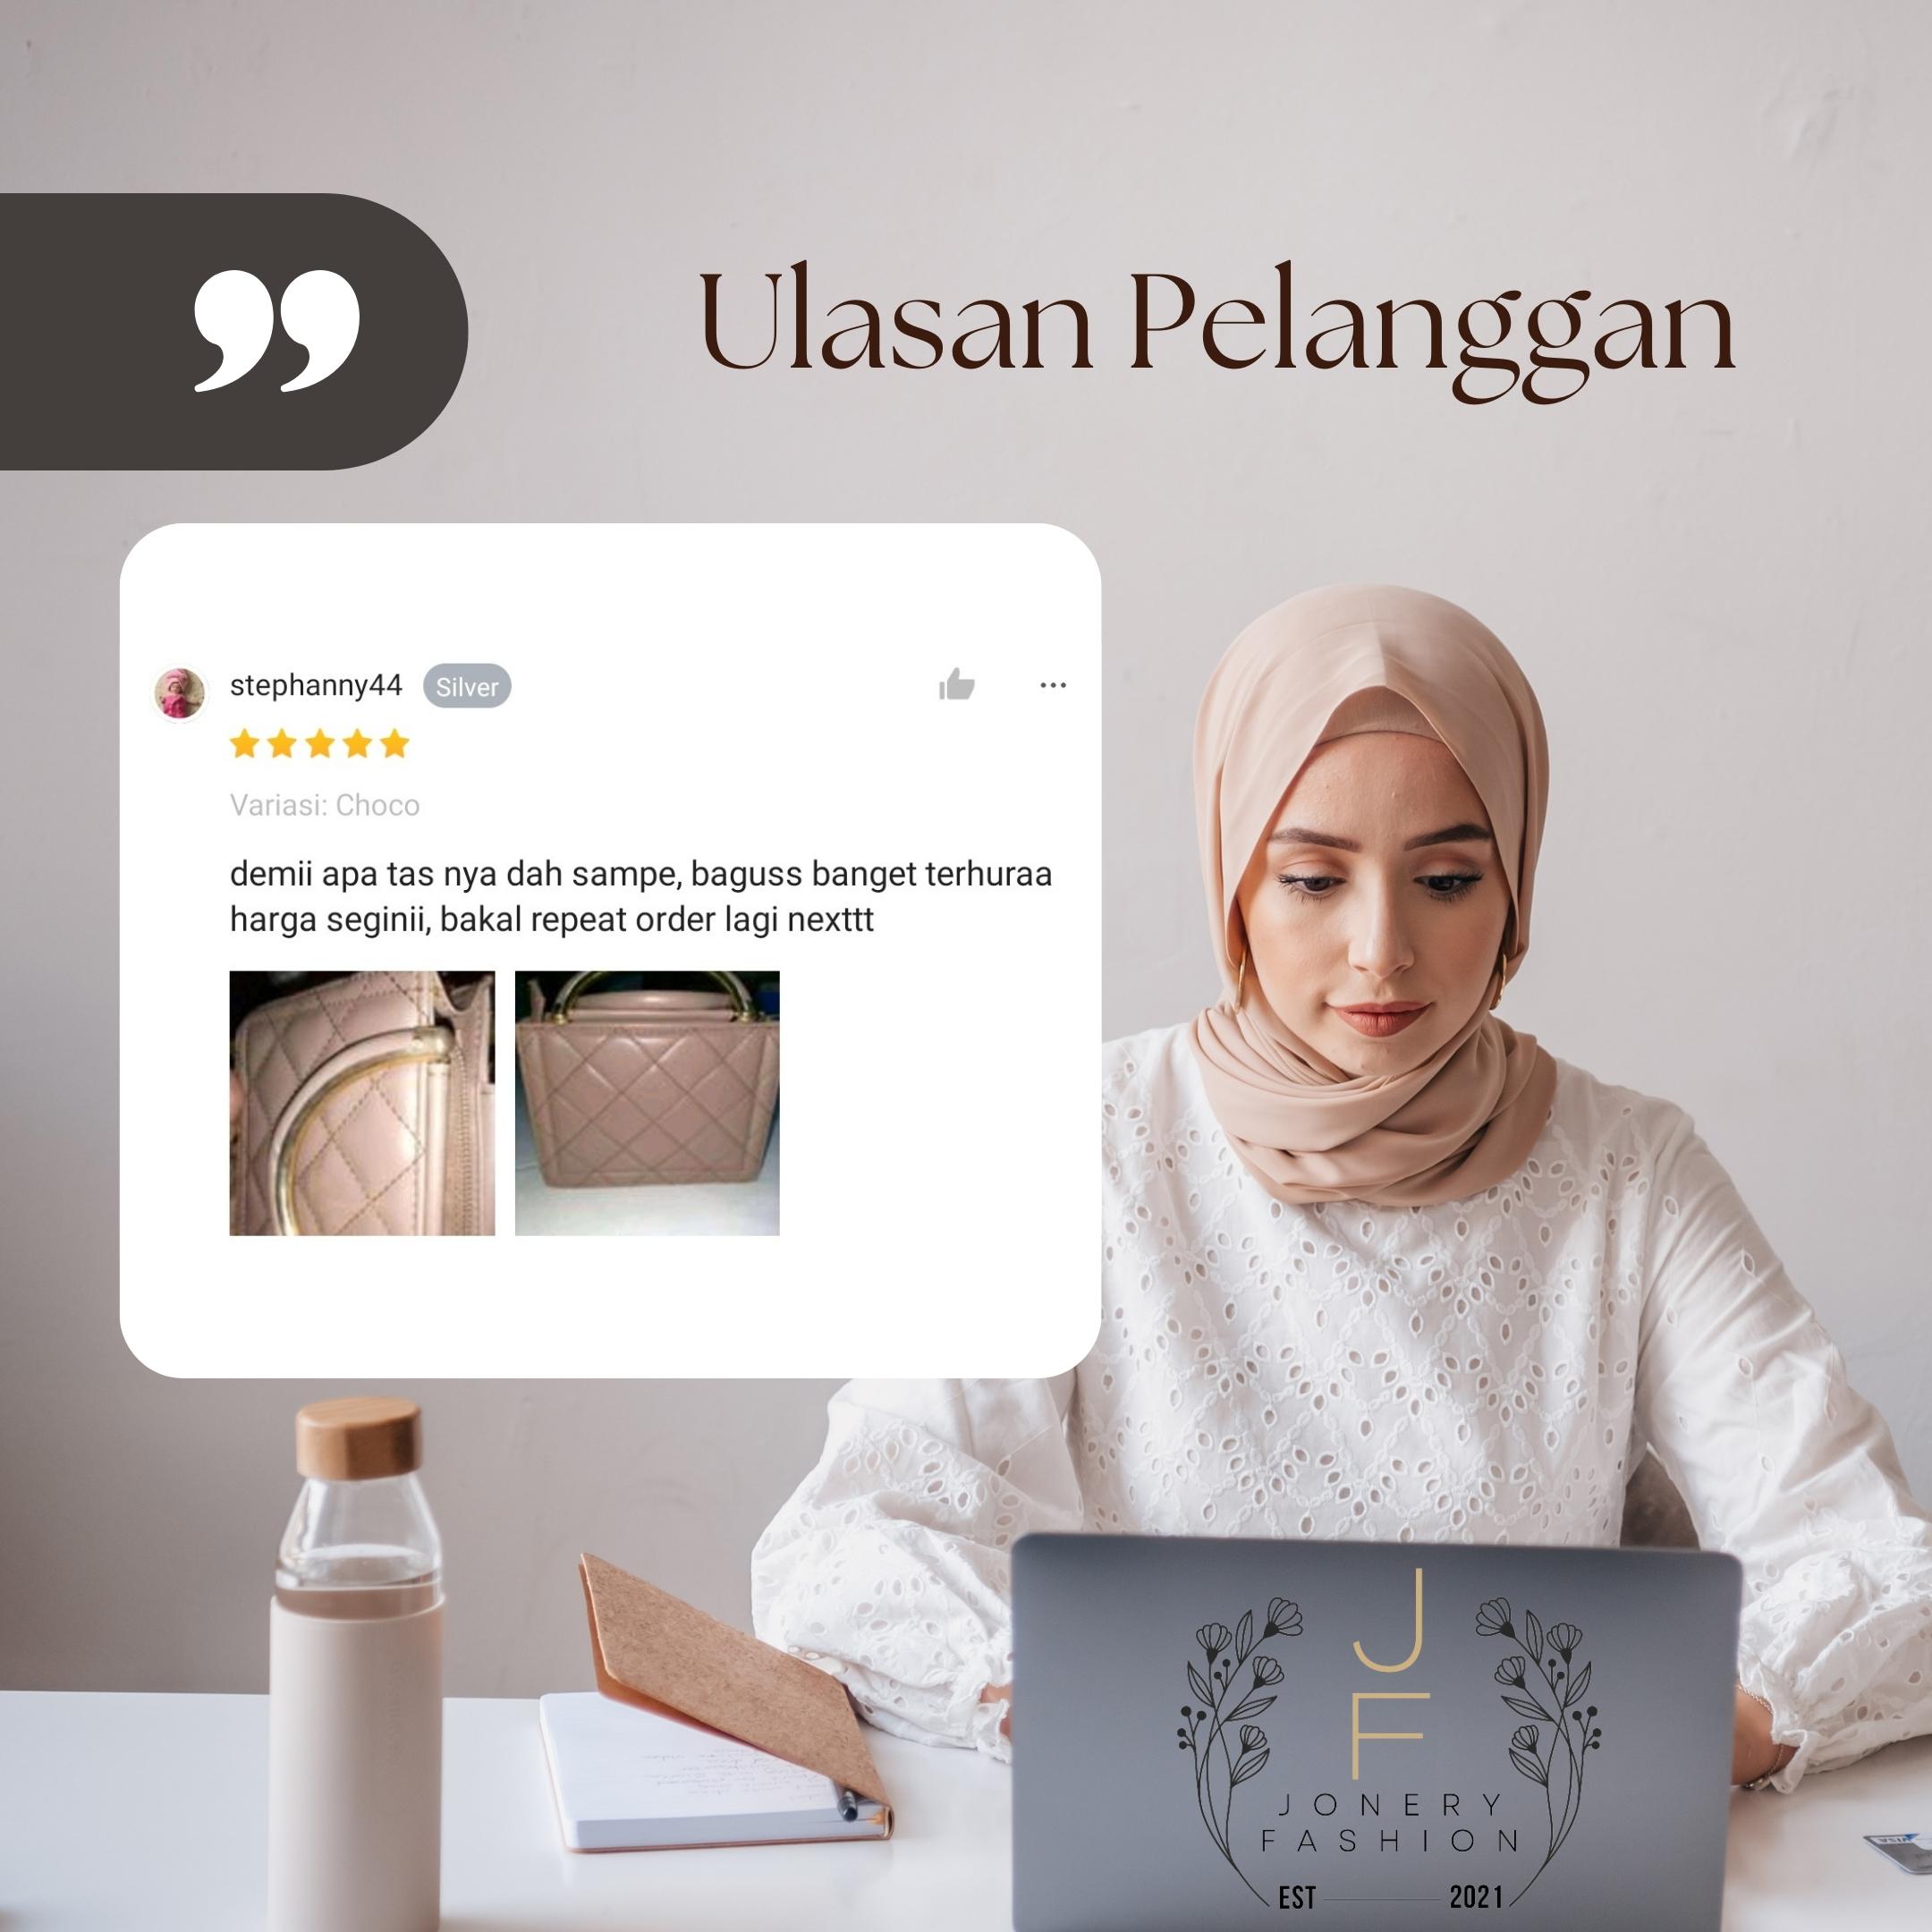 Ulasan Pelanggan
stephanny44 Silver
Variasi: Choco
demii apa tas nya dah sampe, baguss banget terhuraa
harga seginii, bakal repeat order lagi nexttt
J
F
JONERY
FASHION
EST 2021
VISA